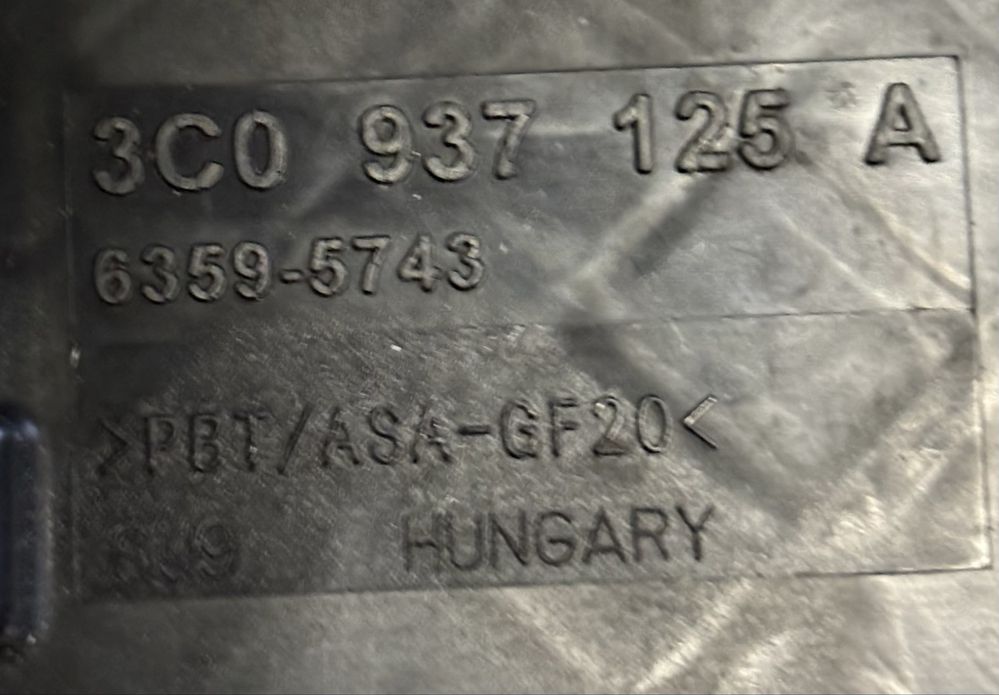 3C0 937 125 A
6359-5743
>PBT/ASA-GF20<
HUNGARY